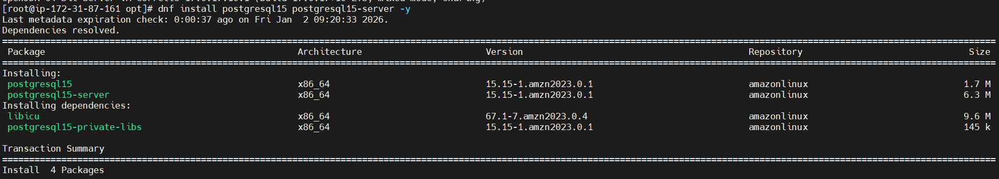 [root@ip-172-31-87-161 opt]# dnf install postgresql15 postgresql15-server -y
Last metadata expiration check: 0:00:37 ago on Fri Jan  2 09:20:33 2026.
Dependencies resolved.
Package Architecture Version Repository Size
Installing:
postgresql15 x86_64 15.15-1.amzn2023.0.1 amazonlinux 1.7 M
postgresql15-server x86_64 15.15-1.amzn2023.0.1 amazonlinux 6.3 M
Installing dependencies:
libicu x86_64 67.1-7.amzn2023.0.4 amazonlinux 9.6 M
postgresql15-private-libs x86_64 15.15-1.amzn2023.0.1 amazonlinux 145 k
Transaction Summary
Install  4 Packages